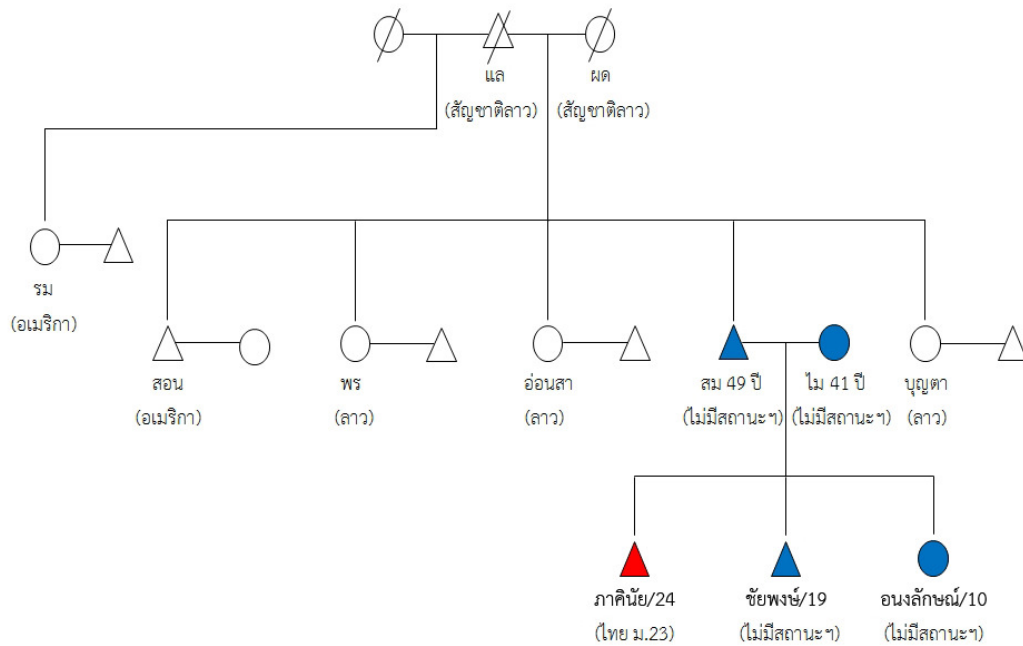 แล
(สัญชาติลาว)
ผด
(สัญชาติลาว)
รม
(อเมริกา)
สอน
(อเมริกา)
พร
(ลาว)
อ่อนสา
(ลาว)
สม 49 ปี
(ไม่มีสถานะฯ)
ไม 41 ปี
(ไม่มีสถานะฯ)
บุญตา
(ลาว)
ภาคินัย/24
(ไทย ม.23)
ชัยพงษ์/19
(ไม่มีสถานะฯ)
อนงลักษณ์/10
(ไม่มีสถานะฯ)